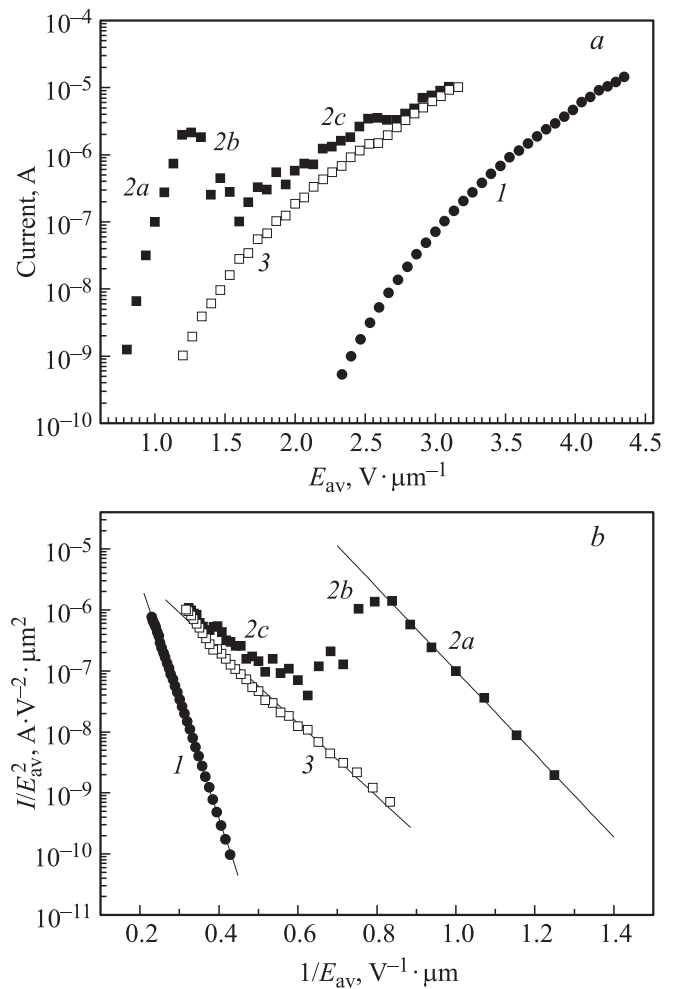 10⁻⁴
a
10⁻⁵
2c
2b
10⁻⁶
2a
1
Current, A
10⁻⁷
3
10⁻⁸
10⁻⁹
10⁻¹⁰
1.0 1.5 2.0 2.5 3.0 3.5 4.0 4.5
E_av, V · μm⁻¹
b
10⁻⁵
2b
10⁻⁶
2c
2a
I/E²_av, A · V⁻² · μm²
10⁻⁷
10⁻⁸
1
3
10⁻⁹
10⁻¹⁰
10⁻¹¹
0.2 0.4 0.6 0.8 1.0 1.2 1.4
1/E_av, V⁻¹ · μm